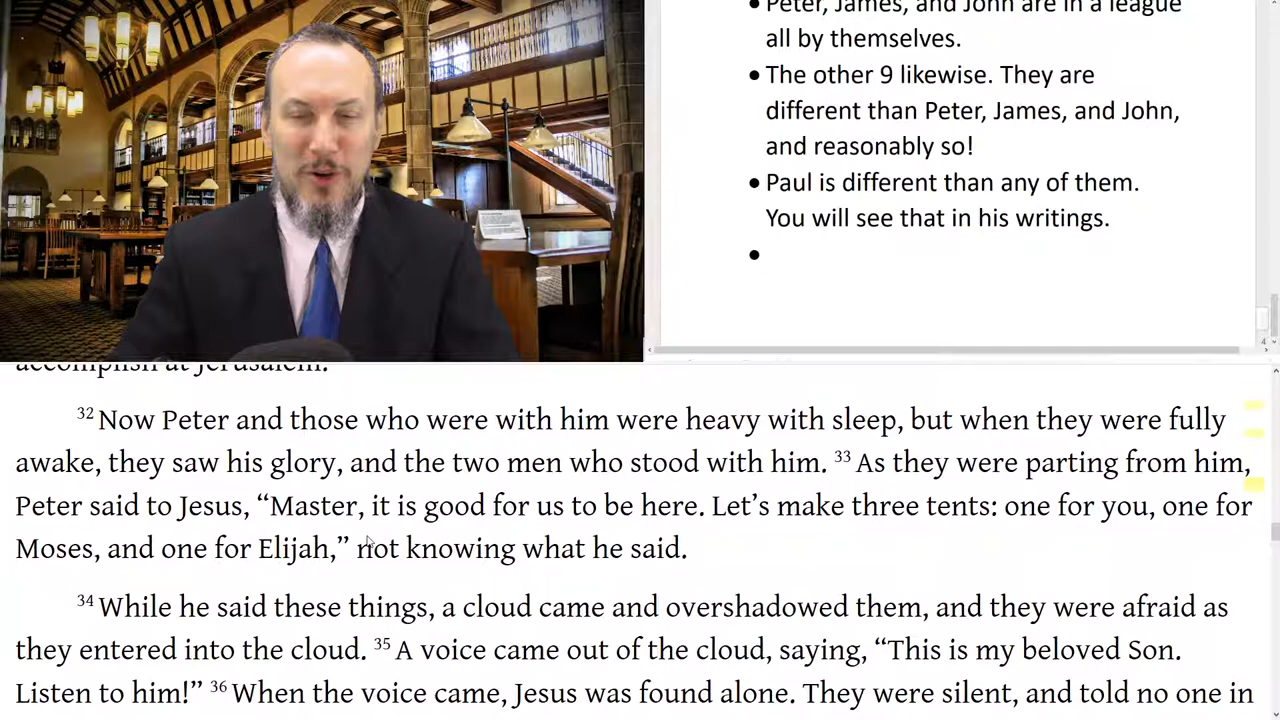 Peter, James, and John are in a league
all by themselves.
• The other 9 likewise. They are
different than Peter, James, and John,
and reasonably so!
• Paul is different than any of them.
You will see that in his writings.
•
4
accomplish at Jerusalem.
32 Now Peter and those who were with him were heavy with sleep, but when they were fully
awake, they saw his glory, and the two men who stood with him. 33 As they were parting from him,
Peter said to Jesus, “Master, it is good for us to be here. Let’s make three tents: one for you, one for
Moses, and one for Elijah,” not knowing what he said.
34 While he said these things, a cloud came and overshadowed them, and they were afraid as
they entered into the cloud. 35 A voice came out of the cloud, saying, “This is my beloved Son.
Listen to him!” 36 When the voice came, Jesus was found alone. They were silent, and told no one in